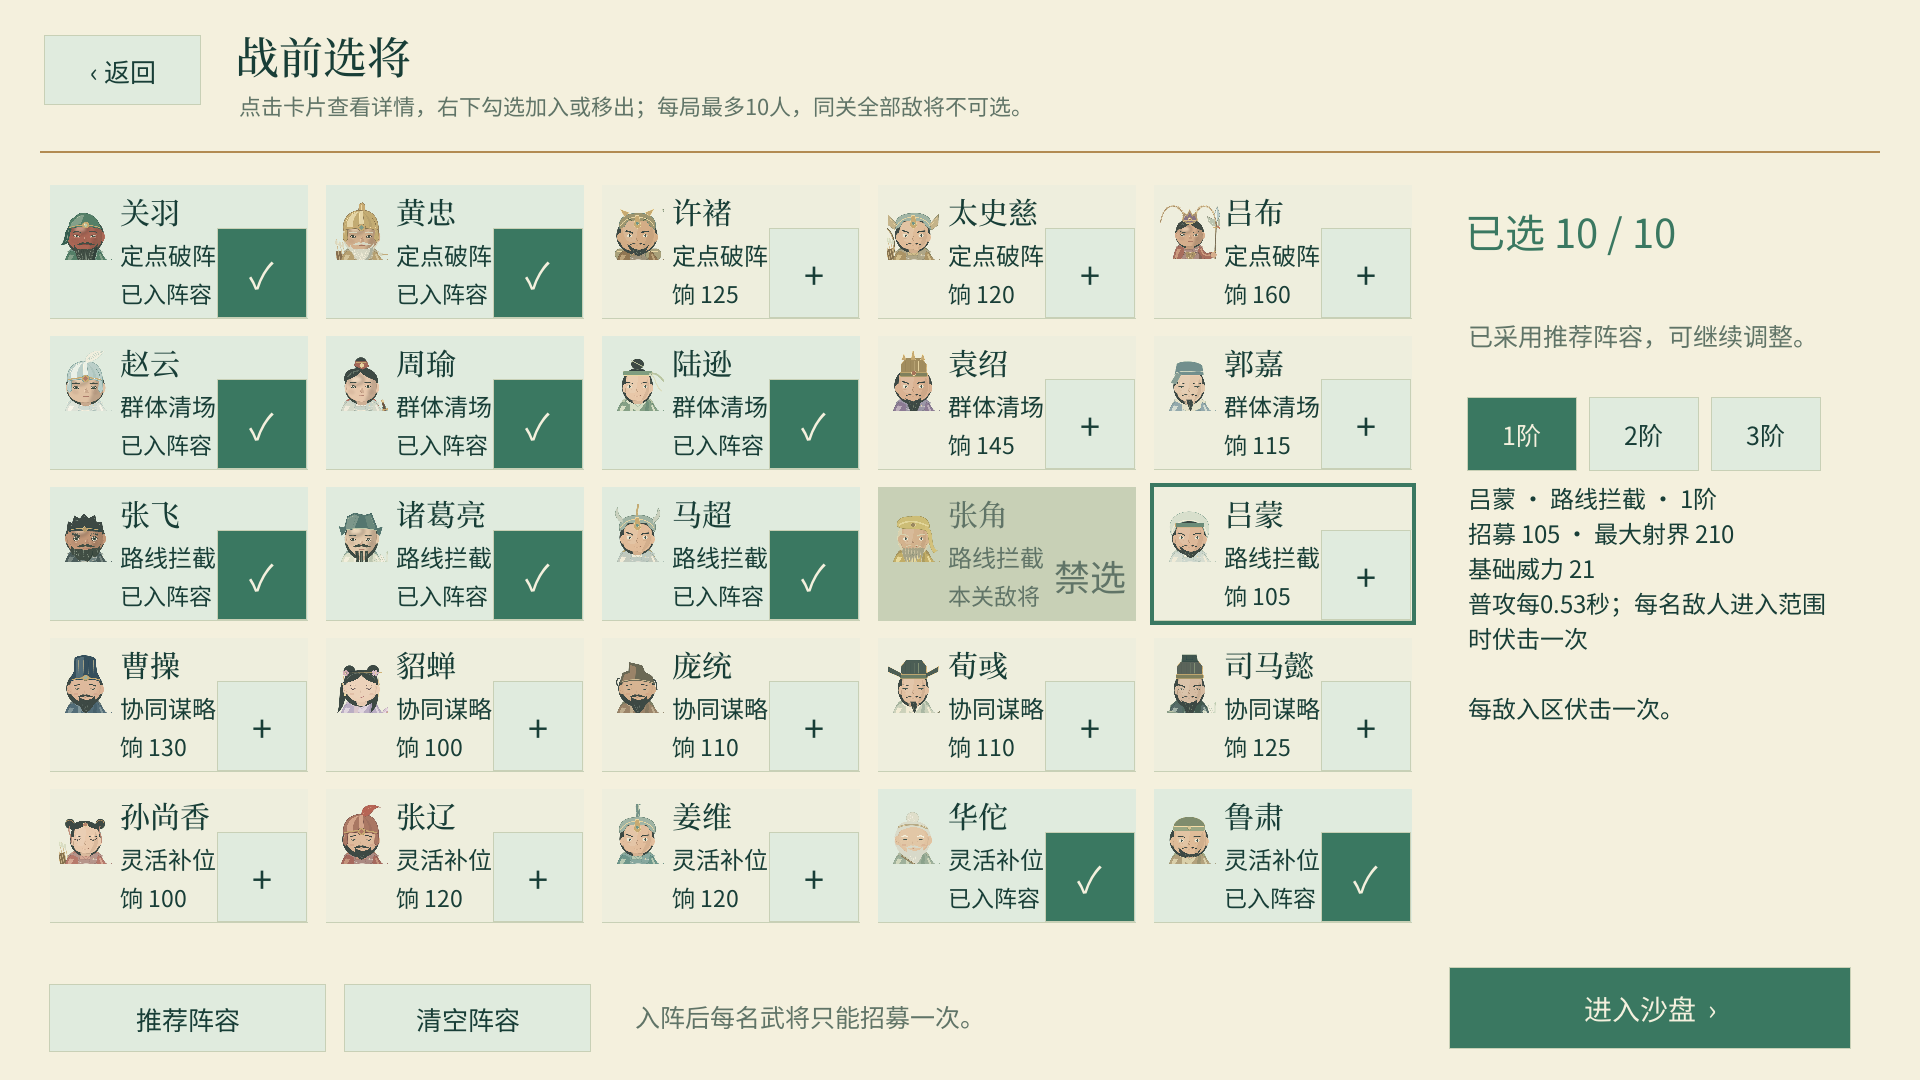 ‹ 返回
战前选将
点击卡片查看详情，右下勾选加入或移出；每局最多10人，同关全部敌将不可选。
关羽
定点破阵
已入阵容
✓
黄忠
定点破阵
已入阵容
✓
许褚
定点破阵
饷 125
+
太史慈
定点破阵
饷 120
+
吕布
定点破阵
饷 160
+
赵云
群体清场
已入阵容
✓
周瑜
群体清场
已入阵容
✓
陆逊
群体清场
已入阵容
✓
袁绍
群体清场
饷 145
+
郭嘉
群体清场
饷 115
+
张飞
路线拦截
已入阵容
✓
诸葛亮
路线拦截
已入阵容
✓
马超
路线拦截
已入阵容
✓
张角
路线拦截
本关敌将
禁选
吕蒙
路线拦截
饷 105
+
曹操
协同谋略
饷 130
+
貂蝉
协同谋略
饷 100
+
庞统
协同谋略
饷 110
+
荀彧
协同谋略
饷 110
+
司马懿
协同谋略
饷 125
+
孙尚香
灵活补位
饷 100
+
张辽
灵活补位
饷 120
+
姜维
灵活补位
饷 120
+
华佗
灵活补位
已入阵容
✓
鲁肃
灵活补位
已入阵容
✓
已选 10 / 10
已采用推荐阵容，可继续调整。
1阶
2阶
3阶
吕蒙 · 路线拦截 · 1阶
招募 105 · 最大射界 210
基础威力 21
普攻每0.53秒；每名敌人进入范围
时伏击一次
每敌入区伏击一次。
推荐阵容
清空阵容
入阵后每名武将只能招募一次。
进入沙盘 ›